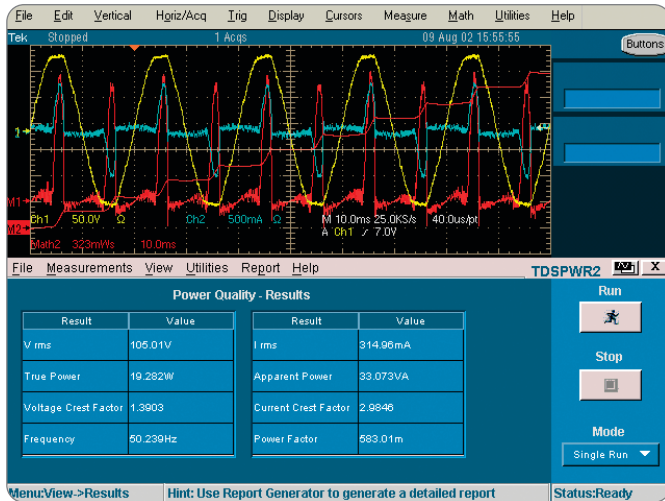 File Edit Vertical Horiz/Acq Trig Display Cursors Measure Math Utilities Help
Tek Stopped 1 Acqs 09 Aug 02 15:55:55
Buttons
1
M1
M2
Ch1 50.0V Ω Ch2 500mA Ω M 10.0ms 25.0KS/s 40.0us/pt
A Ch1 / 7.0V
Math2 323mWs 10.0ms
File Measurements View Utilities Report Help TDSPWR2 X
Power Quality - Results
Result Value Result Value
V rms 105.01V I rms 314.96mA
True Power 19.282W Apparent Power 33.073VA
Voltage Crest Factor 1.3903 Current Crest Factor 2.9846
Frequency 50.239Hz Power Factor 583.01m
Run
Stop
Mode
Single Run
Menu:View->Results Hint: Use Report Generator to generate a detailed report Status:Ready